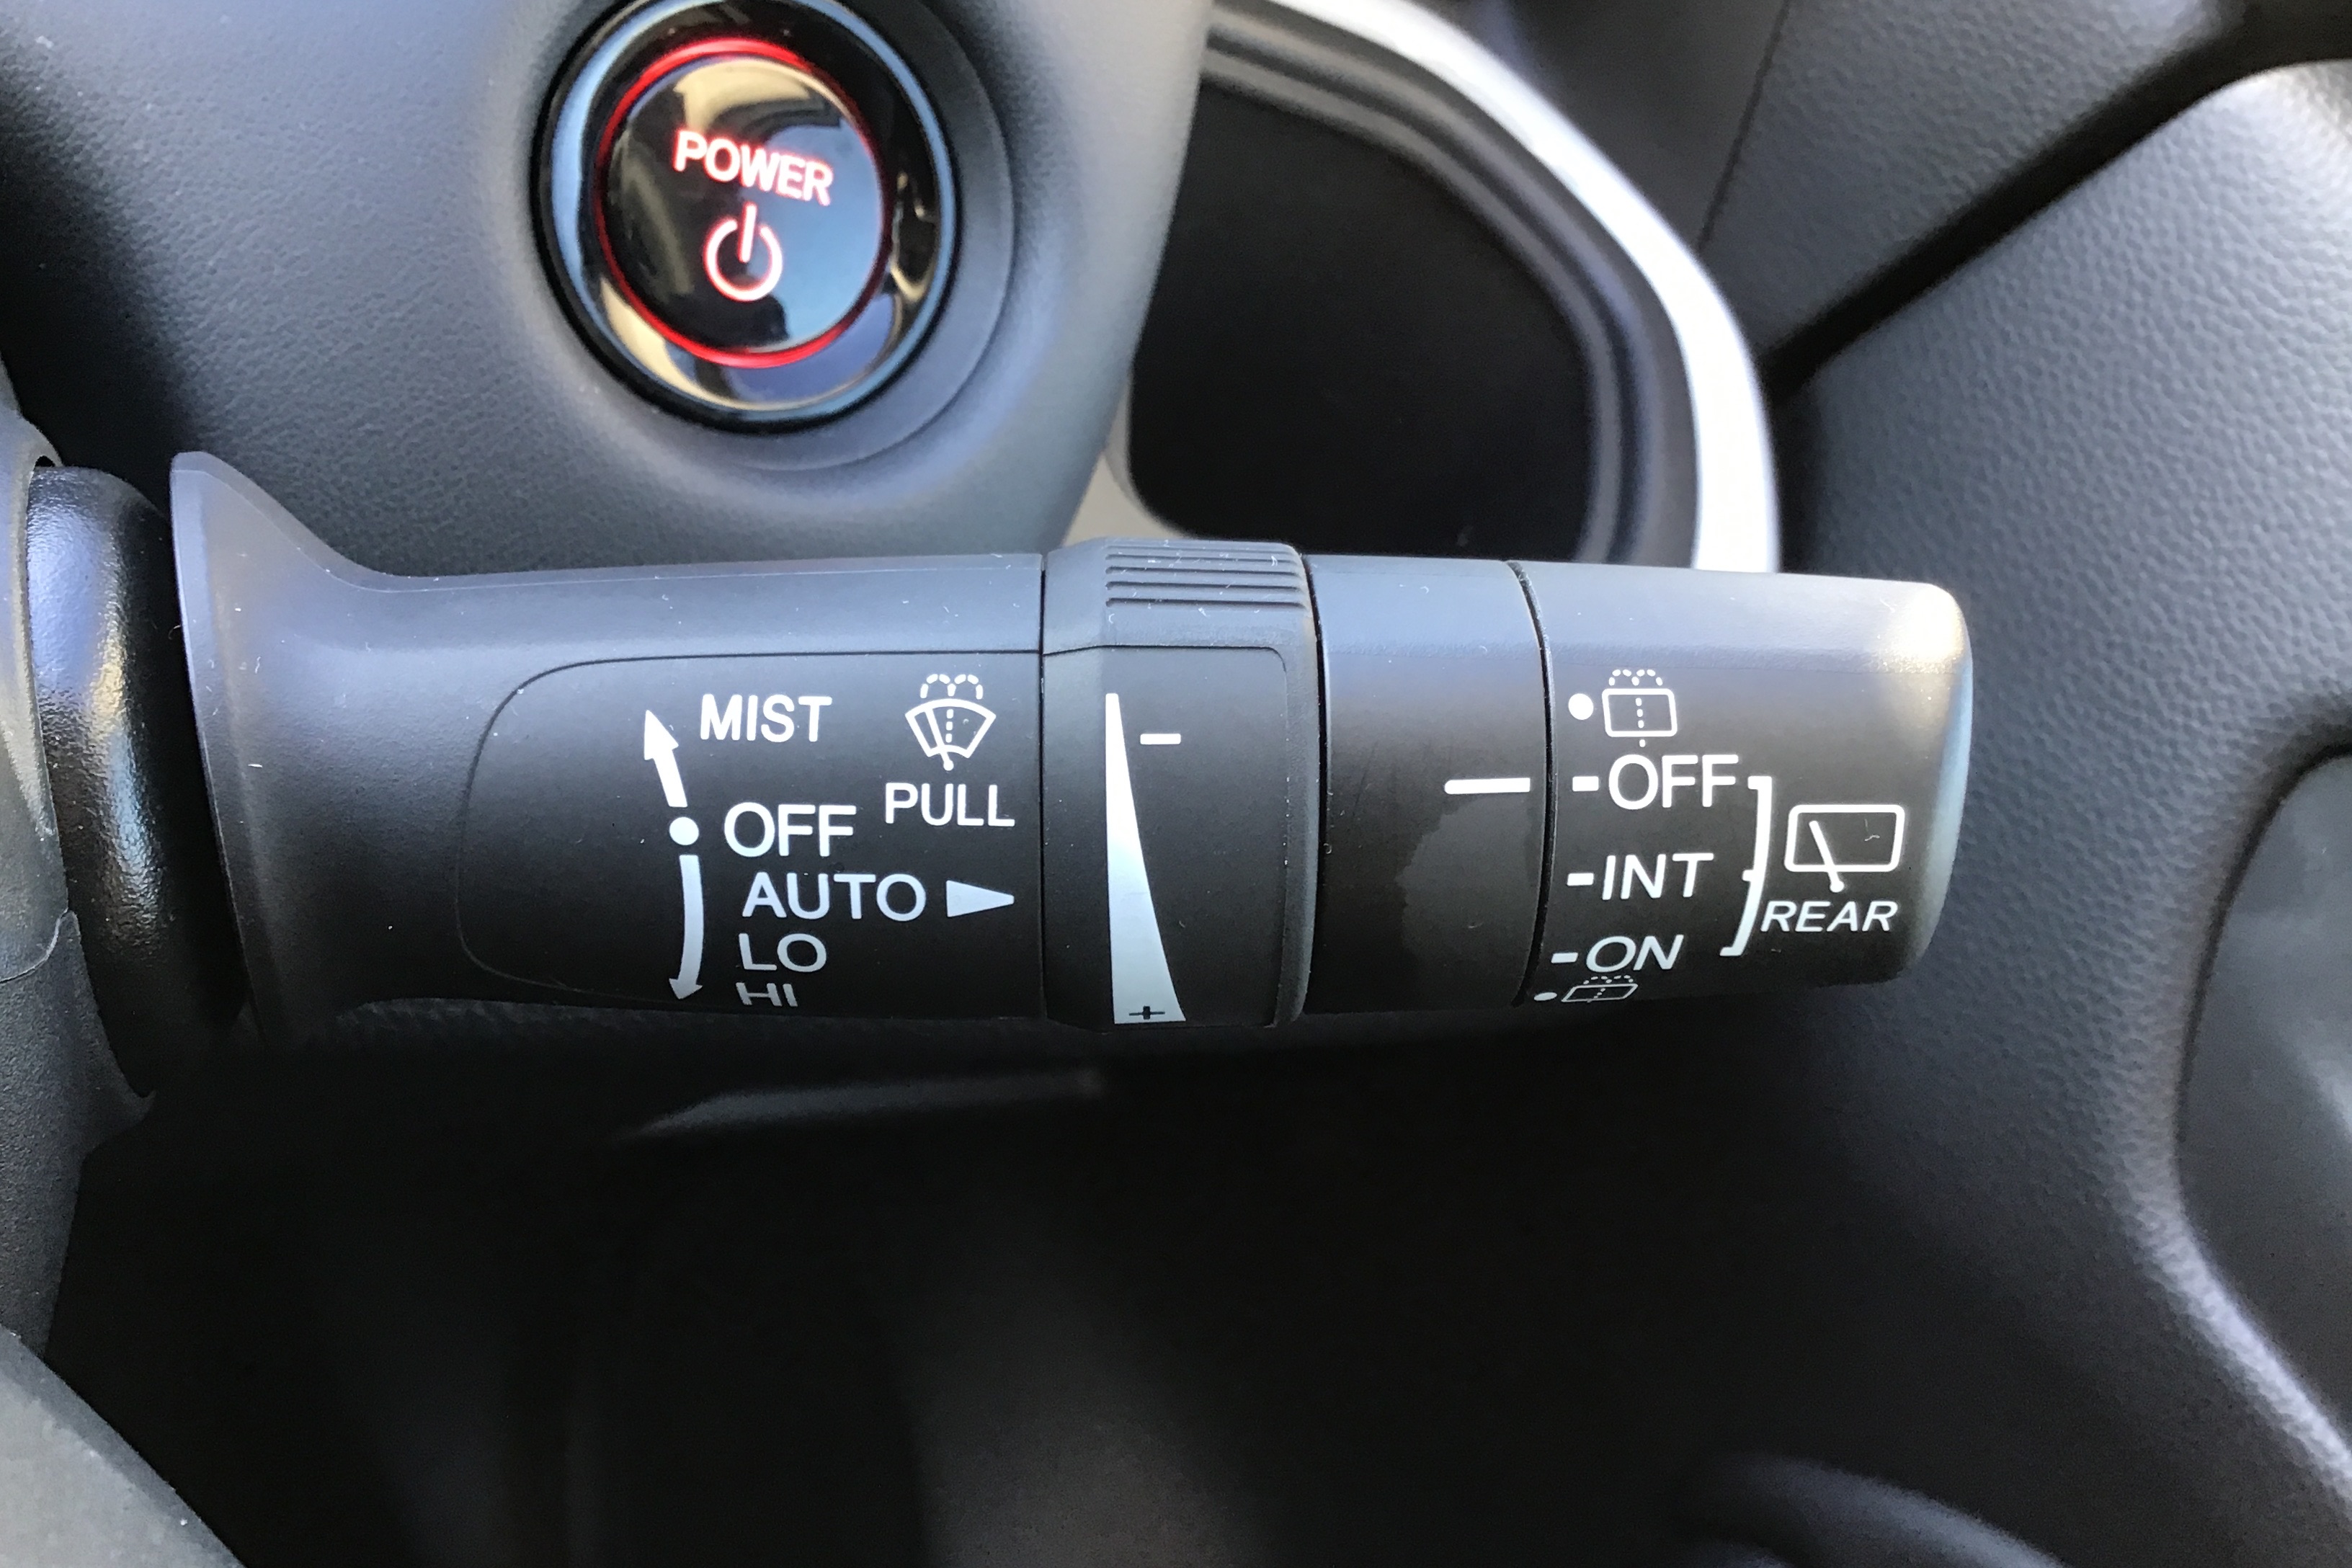 POWER
MIST
PULL
OFF
AUTO
LO
HI
-
+
-OFF
-INT
-ON
REAR